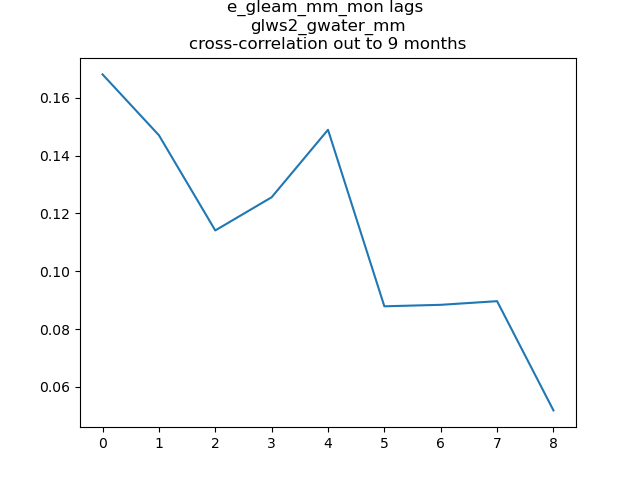 e_gleam_mm_mon lags
glws2_gwater_mm
cross-correlation out to 9 months
0.16
0.14
0.12
0.10
0.08
0.06
0 1 2 3 4 5 6 7 8